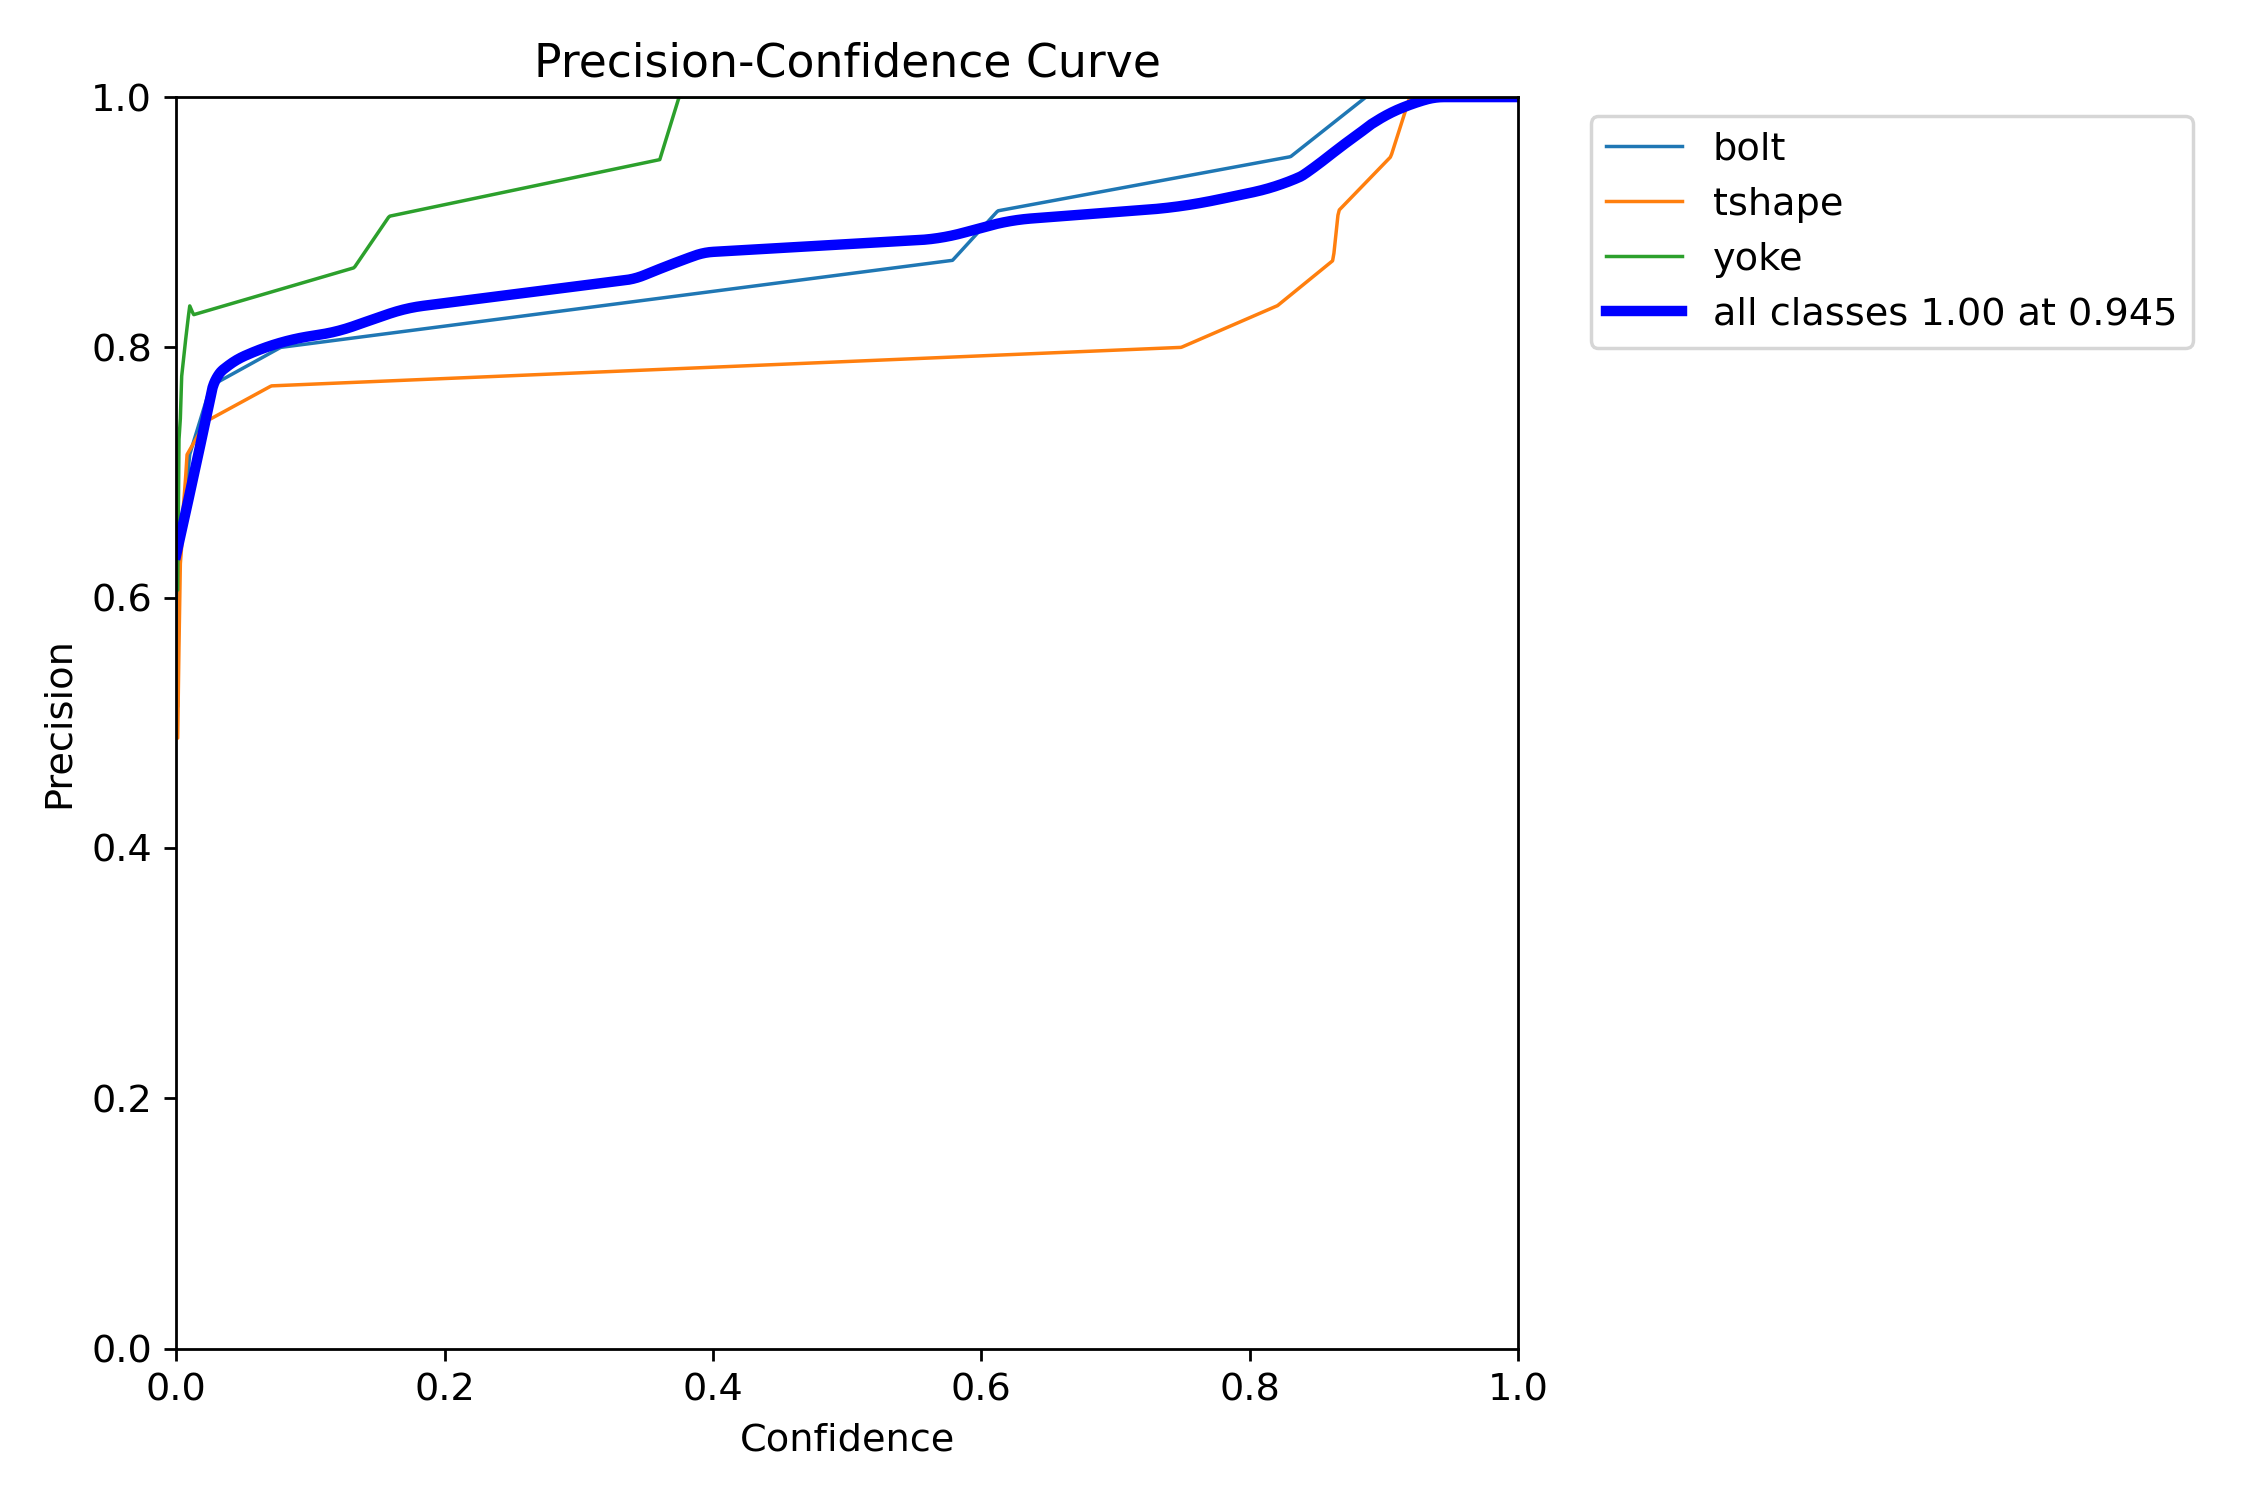 Precision-Confidence Curve
1.0
0.8
0.6
0.4
0.2
0.0
Precision
0.0 0.2 0.4 0.6 0.8 1.0
Confidence
bolt
tshape
yoke
all classes 1.00 at 0.945